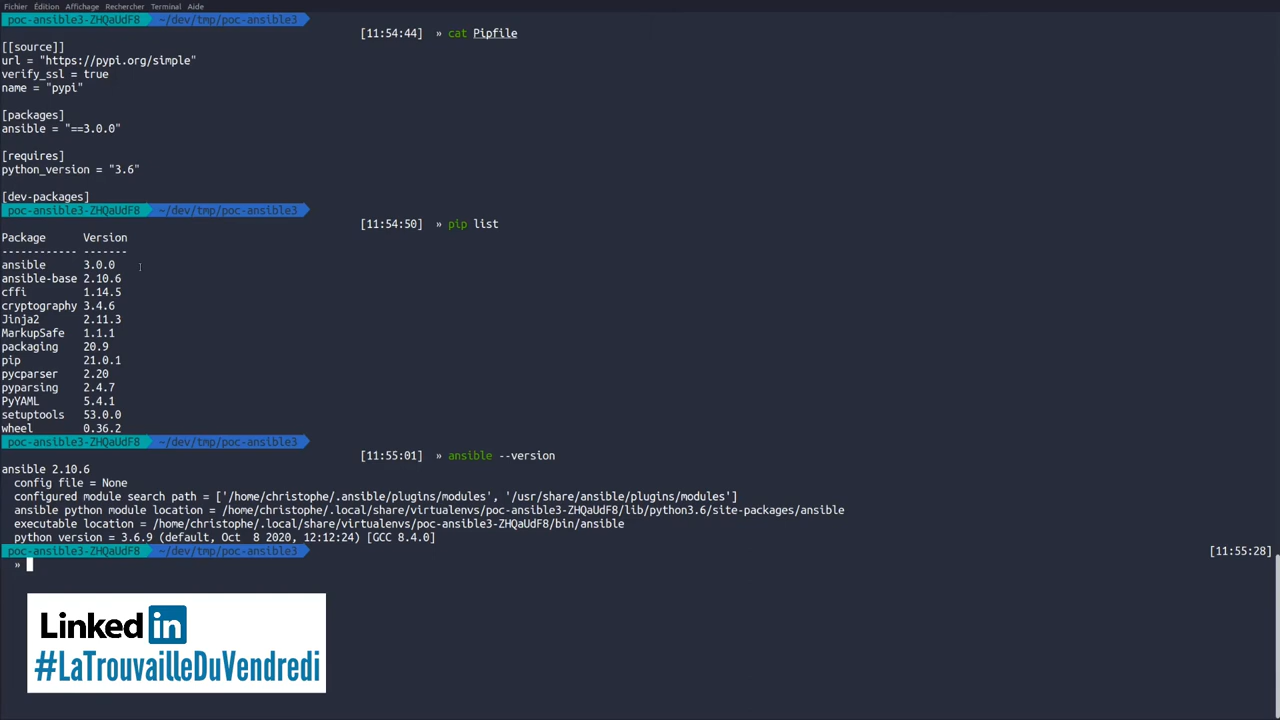 Fichier Édition Affichage Rechercher Terminal Aide
poc-ansible3-ZHQaUdF8 ~/dev/tmp/poc-ansible3
[11:54:44] » cat Pipfile
[[source]]
url = "https://pypi.org/simple"
verify_ssl = true
name = "pypi"
[packages]
ansible = "==3.0.0"
[requires]
python_version = "3.6"
[dev-packages]
poc-ansible3-ZHQaUdF8 ~/dev/tmp/poc-ansible3
[11:54:50] » pip list
Package Version
------------ -------
ansible 3.0.0
ansible-base 2.10.6
cffi 1.14.5
cryptography 3.4.6
Jinja2 2.11.3
MarkupSafe 1.1.1
packaging 20.9
pip 21.0.1
pycparser 2.20
pyparsing 2.4.7
PyYAML 5.4.1
setuptools 53.0.0
wheel 0.36.2
poc-ansible3-ZHQaUdF8 ~/dev/tmp/poc-ansible3
[11:55:01] » ansible --version
ansible 2.10.6
config file = None
configured module search path = ['/home/christophe/.ansible/plugins/modules', '/usr/share/ansible/plugins/modules']
ansible python module location = /home/christophe/.local/share/virtualenvs/poc-ansible3-ZHQaUdF8/lib/python3.6/site-packages/ansible
executable location = /home/christophe/.local/share/virtualenvs/poc-ansible3-ZHQaUdF8/bin/ansible
python version = 3.6.9 (default, Oct  8 2020, 12:12:24) [GCC 8.4.0]
poc-ansible3-ZHQaUdF8 ~/dev/tmp/poc-ansible3 [11:55:28]
»
Linked in
#LaTrouvailleDuVendredi